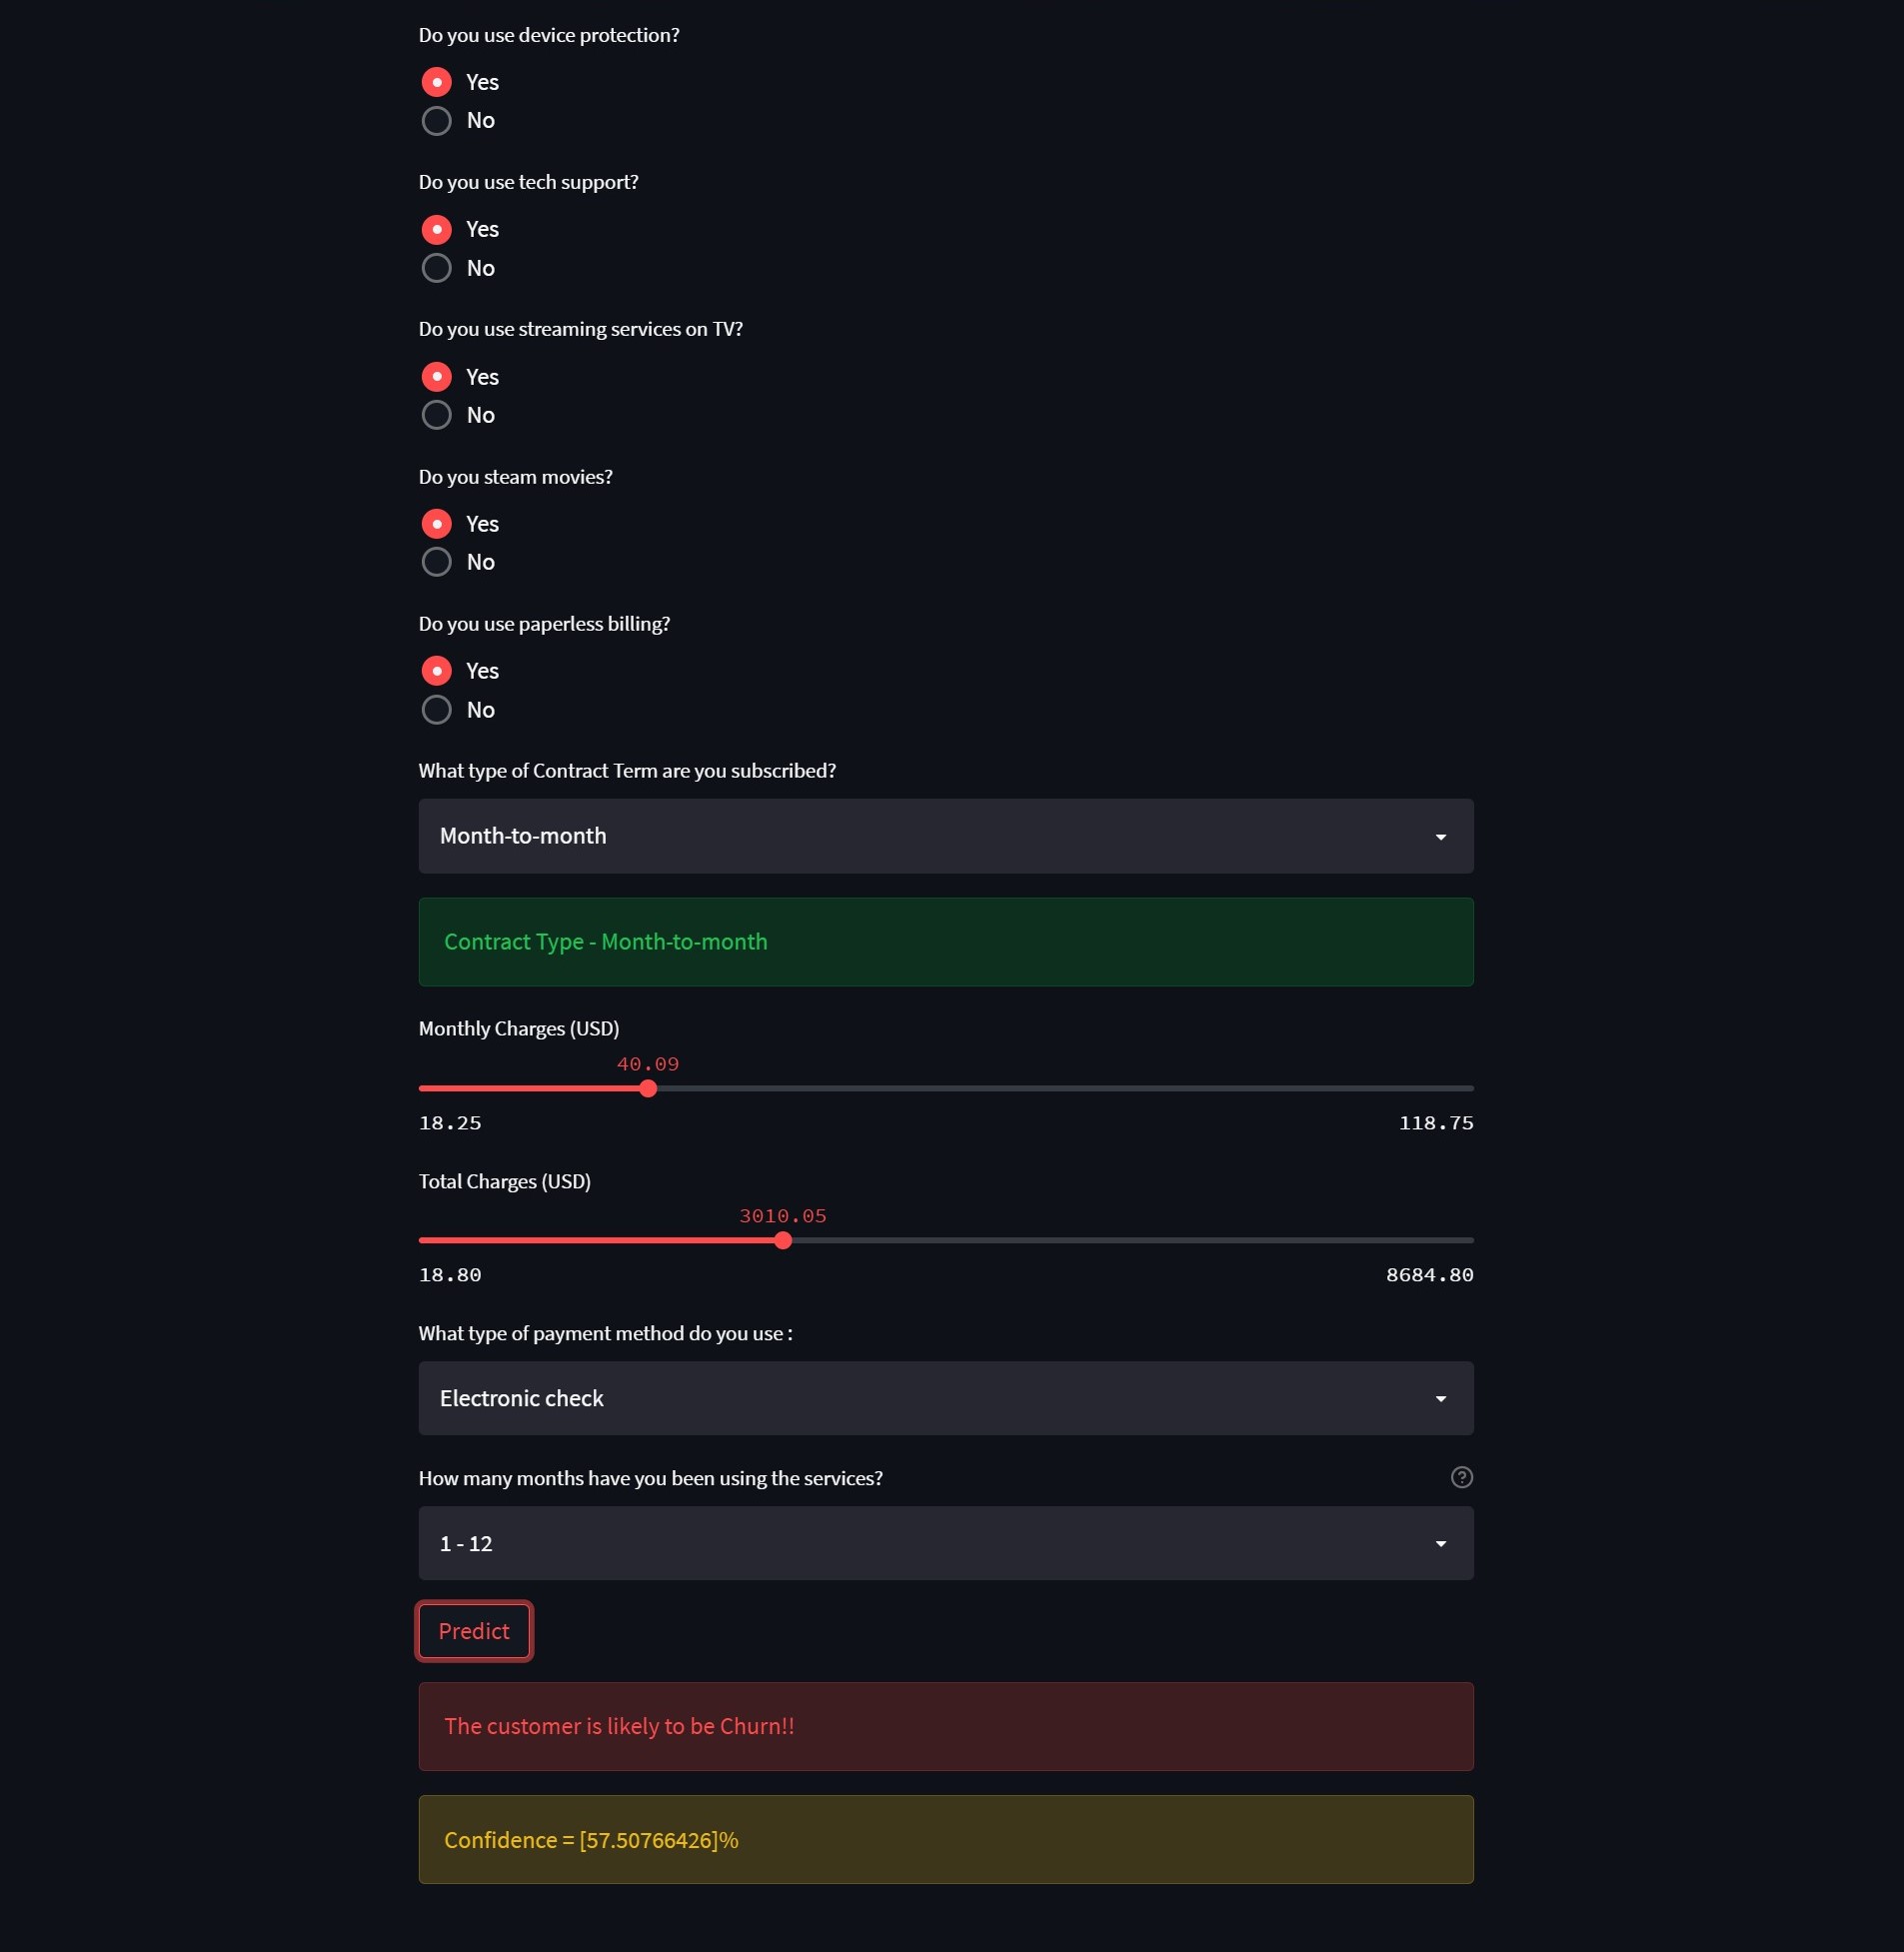 Do you use device protection?
Yes
No
Do you use tech support?
Yes
No
Do you use streaming services on TV?
Yes
No
Do you steam movies?
Yes
No
Do you use paperless billing?
Yes
No
What type of Contract Term are you subscribed?
Month-to-month
Contract Type - Month-to-month
Monthly Charges (USD)
40.09
18.25 118.75
Total Charges (USD)
3010.05
18.80 8684.80
What type of payment method do you use :
Electronic check
How many months have you been using the services?
1 - 12
Predict
The customer is likely to be Churn!!
Confidence = [57.50766426]%